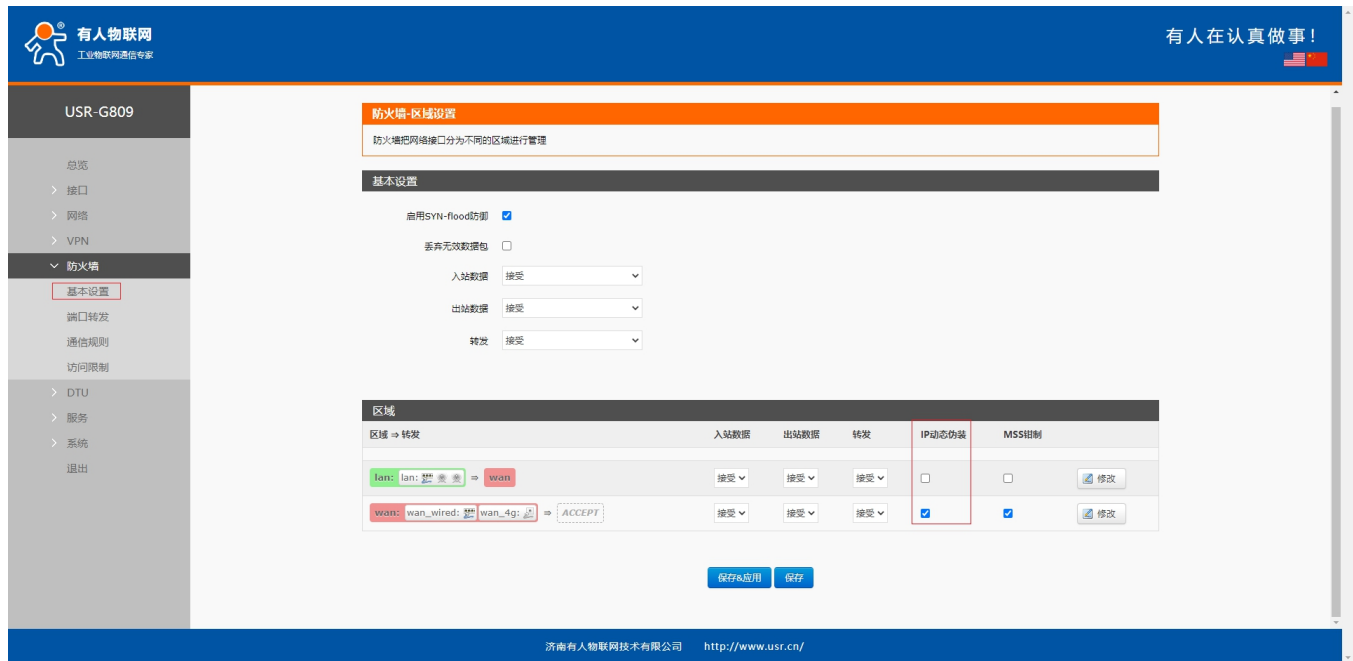 有人物联网
®
工业物联网通信专家
有人在认真做事！
USR-G809
总览
接口
网络
VPN
防火墙
基本设置
端口转发
通信规则
访问限制
DTU
服务
系统
退出
防火墙-区域设置
防火墙把网络接口分为不同的区域进行管理
基本设置
启用SYN-flood防御
丢弃无效数据包
入站数据 接受
出站数据 接受
转发 接受
区域
区域 ⇒ 转发 入站数据 出站数据 转发 IP动态伪装 MSS钳制
lan: lan: ⇒ wan 接受 接受 接受 修改
wan: wan_wired: wan_4g: ⇒ ACCEPT 接受 接受 接受 修改
保存&应用 保存
济南有人物联网技术有限公司 http://www.usr.cn/